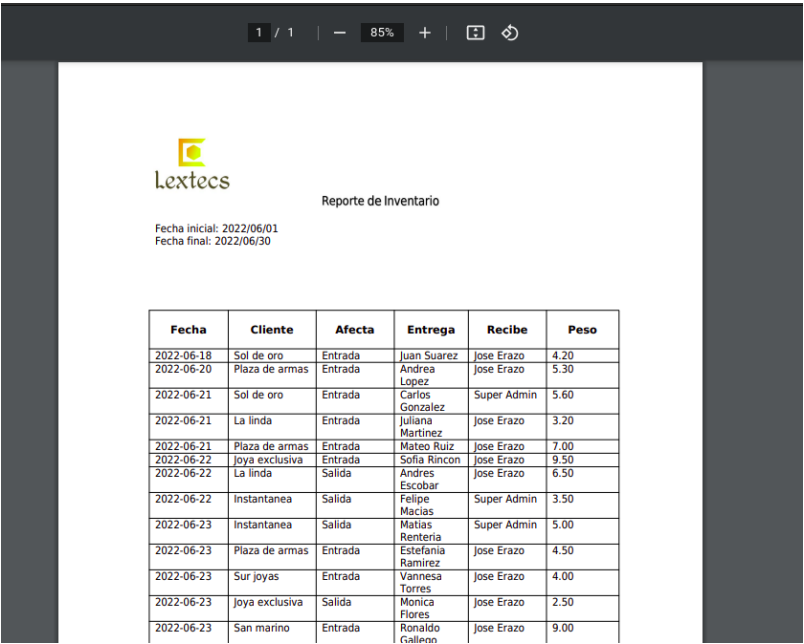 1 / 1 | — 85% + |
Lextecs
Reporte de Inventario
Fecha inicial: 2022/06/01
Fecha final: 2022/06/30
Fecha Cliente Afecta Entrega Recibe Peso
2022-06-18 Sol de oro Entrada Juan Suarez Jose Erazo 4.20
2022-06-20 Plaza de armas Entrada Andrea Jose Erazo 5.30
Lopez
2022-06-21 Sol de oro Entrada Carlos Super Admin 5.60
Gonzalez
2022-06-21 La linda Entrada Juliana Jose Erazo 3.20
Martinez
2022-06-21 Plaza de armas Entrada Mateo Ruiz Jose Erazo 7.00
2022-06-22 Joya exclusiva Entrada Sofia Rincon Jose Erazo 9.50
2022-06-22 La linda Salida Andres Jose Erazo 6.50
Escobar
2022-06-22 Instantanea Salida Felipe Super Admin 3.50
Macias
2022-06-23 Instantanea Salida Matias Super Admin 5.00
Renteria
2022-06-23 Plaza de armas Entrada Estefania Jose Erazo 4.50
Ramirez
2022-06-23 Sur joyas Entrada Vannesa Jose Erazo 4.00
Torres
2022-06-23 Joya exclusiva Salida Monica Jose Erazo 2.50
Flores
2022-06-23 San marino Entrada Ronaldo Jose Erazo 9.00
Gallego